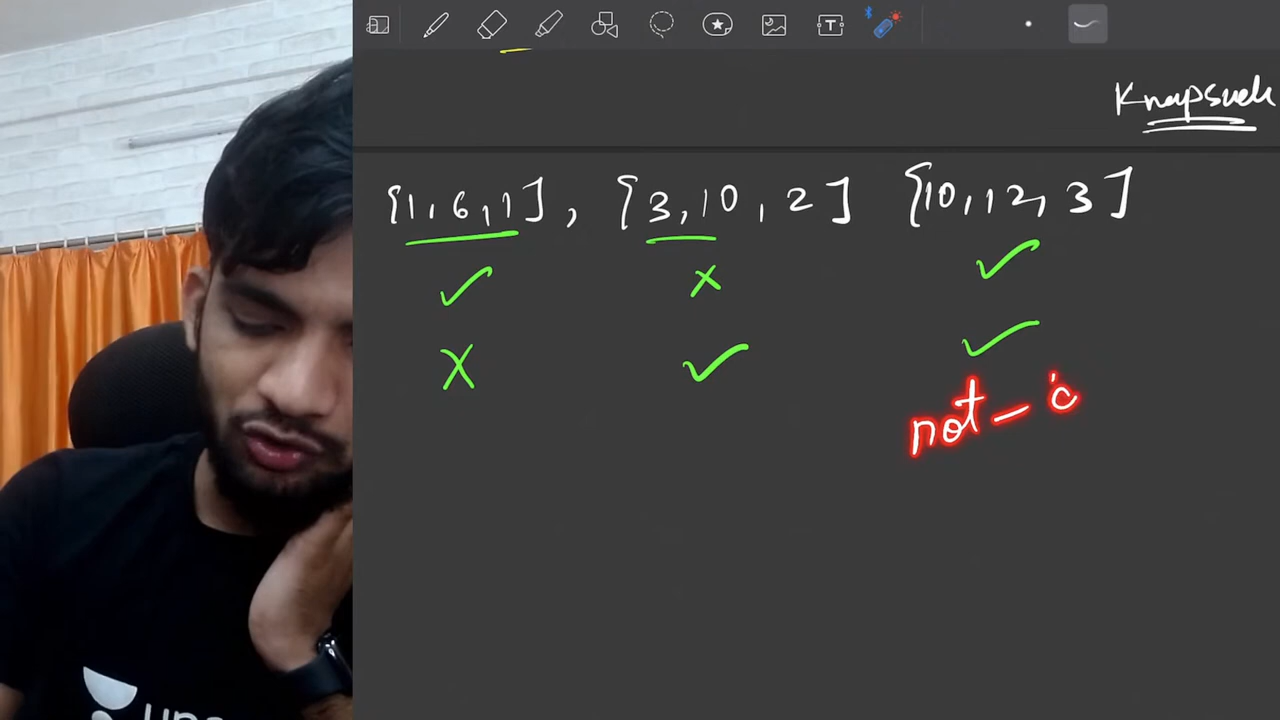 Knapsack
[1, 6, 1], [3, 10, 2] [10, 12, 3]
not - i